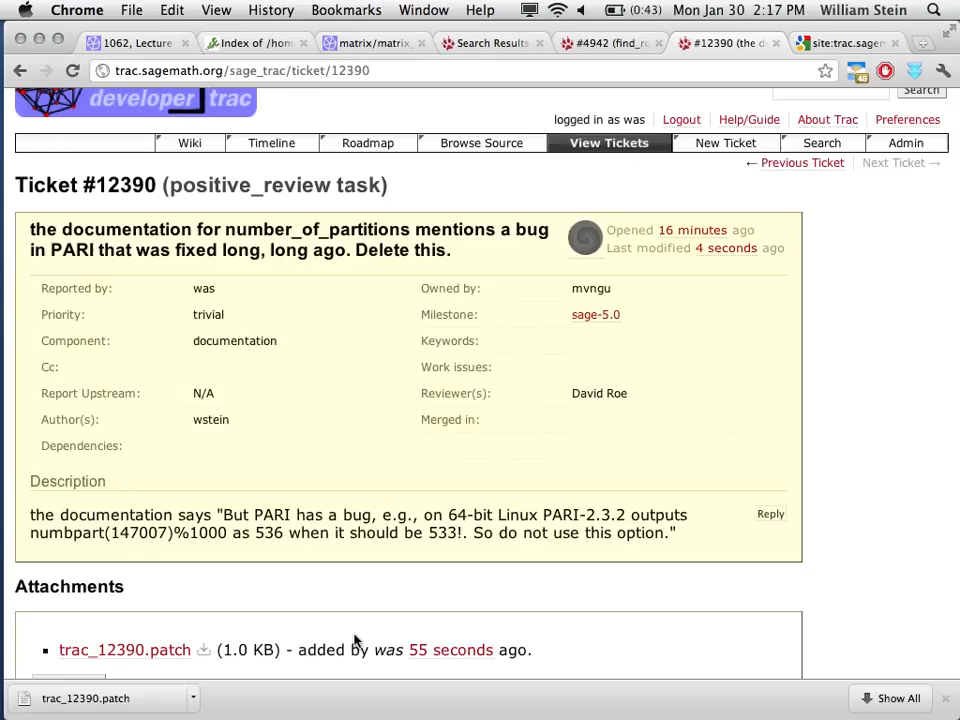 Chrome File Edit View History Bookmarks Window Help (0:43) Mon Jan 30 2:17 PM William Stein
1062, Lecture Index of /hom matrix/matrix_ Search Results #4942 (find_ro #12390 (the d site:trac.sagem
trac.sagemath.org/sage_trac/ticket/12390
developer trac
Search
logged in as was Logout Help/Guide About Trac Preferences
Wiki Timeline Roadmap Browse Source View Tickets New Ticket Search Admin
← Previous Ticket Next Ticket →
Ticket #12390 (positive_review task)
the documentation for number_of_partitions mentions a bug
in PARI that was fixed long, long ago. Delete this.
Opened 16 minutes ago
Last modified 4 seconds ago
Reported by: was Owned by: mvngu
Priority: trivial Milestone: sage-5.0
Component: documentation Keywords:
Cc: Work issues:
Report Upstream: N/A Reviewer(s): David Roe
Author(s): wstein Merged in:
Dependencies:
Description
the documentation says "But PARI has a bug, e.g., on 64-bit Linux PARI-2.3.2 outputs
numbpart(147007)%1000 as 536 when it should be 533!. So do not use this option."
Reply
Attachments
trac_12390.patch (1.0 KB) - added by was 55 seconds ago.
trac_12390.patch Show All